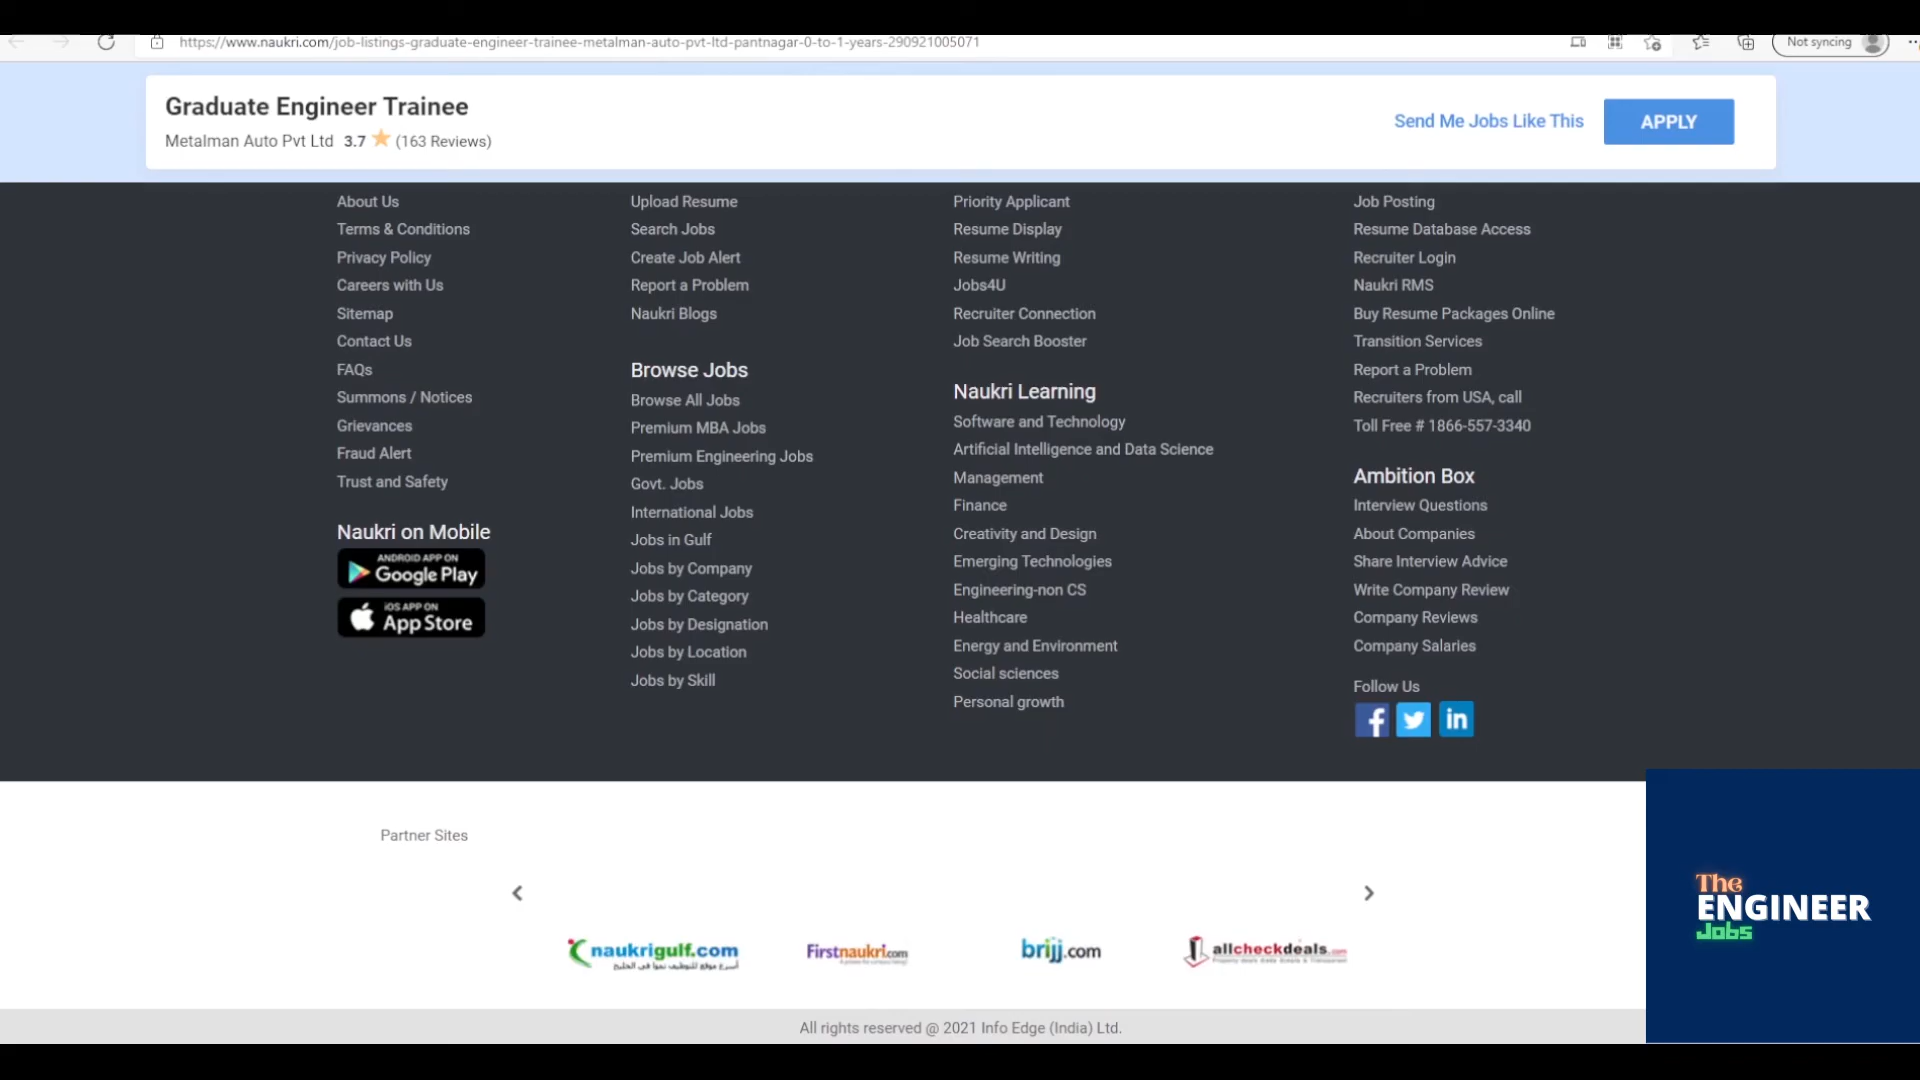 https://www.naukri.com/job-listings-graduate-engineer-trainee-metalman-auto-pvt-ltd-pantnagar-0-to-1-years-290921005071
Not syncing
Graduate Engineer Trainee
Metalman Auto Pvt Ltd 3.7 (163 Reviews)
Send Me Jobs Like This
APPLY
About Us
Terms & Conditions
Privacy Policy
Careers with Us
Sitemap
Contact Us
FAQs
Summons / Notices
Grievances
Fraud Alert
Trust and Safety
Naukri on Mobile
ANDROID APP ON
Google Play
iOS APP ON
App Store
Upload Resume
Search Jobs
Create Job Alert
Report a Problem
Naukri Blogs
Browse Jobs
Browse All Jobs
Premium MBA Jobs
Premium Engineering Jobs
Govt. Jobs
International Jobs
Jobs in Gulf
Jobs by Company
Jobs by Category
Jobs by Designation
Jobs by Location
Jobs by Skill
Priority Applicant
Resume Display
Resume Writing
Jobs4U
Recruiter Connection
Job Search Booster
Naukri Learning
Software and Technology
Artificial Intelligence and Data Science
Management
Finance
Creativity and Design
Emerging Technologies
Engineering-non CS
Healthcare
Energy and Environment
Social sciences
Personal growth
Job Posting
Resume Database Access
Recruiter Login
Naukri RMS
Buy Resume Packages Online
Transition Services
Report a Problem
Recruiters from USA, call
Toll Free # 1866-557-3340
Ambition Box
Interview Questions
About Companies
Share Interview Advice
Write Company Review
Company Reviews
Company Salaries
Follow Us
Partner Sites
naukrigulf.com
أسرع موقع للتوظيف نموا في الخليج
Firstnaukri.com
brijj.com
allcheckdeals.com
The
ENGINEER
Jobs
All rights reserved @ 2021 Info Edge (India) Ltd.